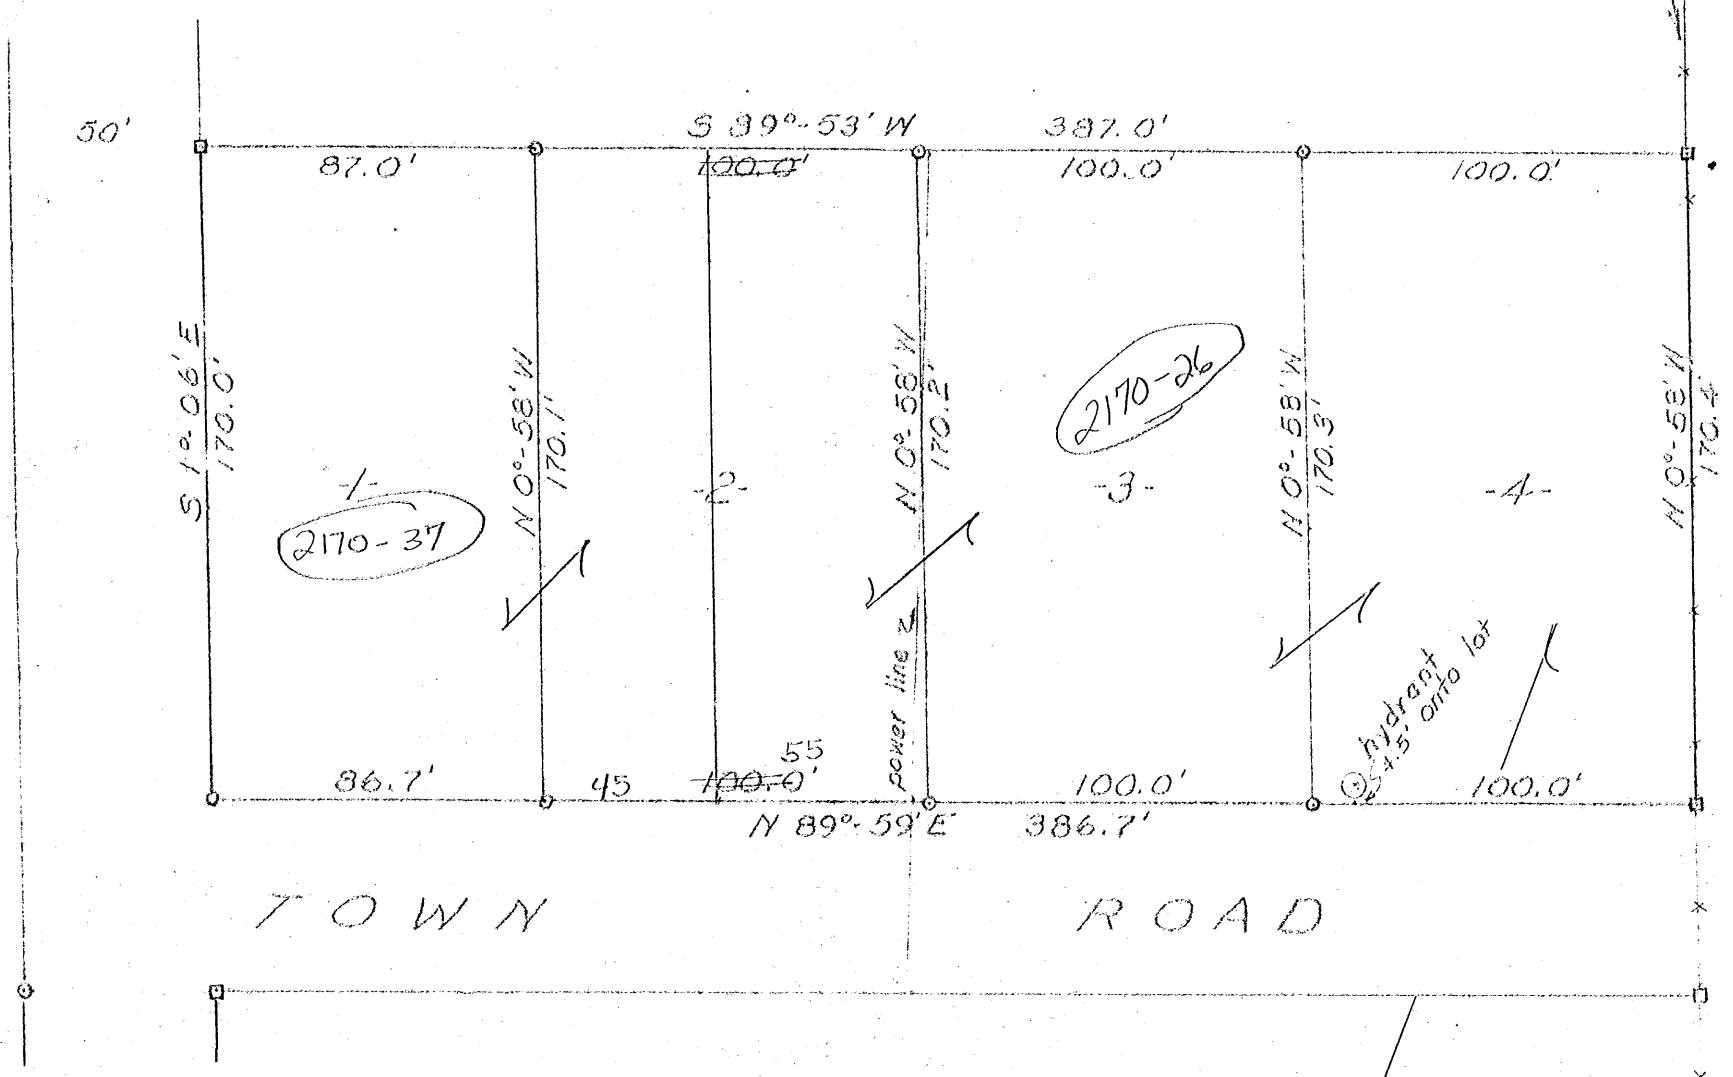 50'
S 89°-53' W 387.0'
87.0' 100.0' 100.0' 100.0'
S 1°-06' E
170.0'
N 0°-58' W
170.1'
N 0°-58' W
170.2'
N 0°-58' W
170.3'
N 0°-58' W
170.4'
2170-26
-1- -2- -3- -4-
2170-37
power line
hydrant
4.5' onto lot
55
86.7' 45 100.0' 100.0' 100.0'
N 89°-59' E 386.7'
TOWN ROAD